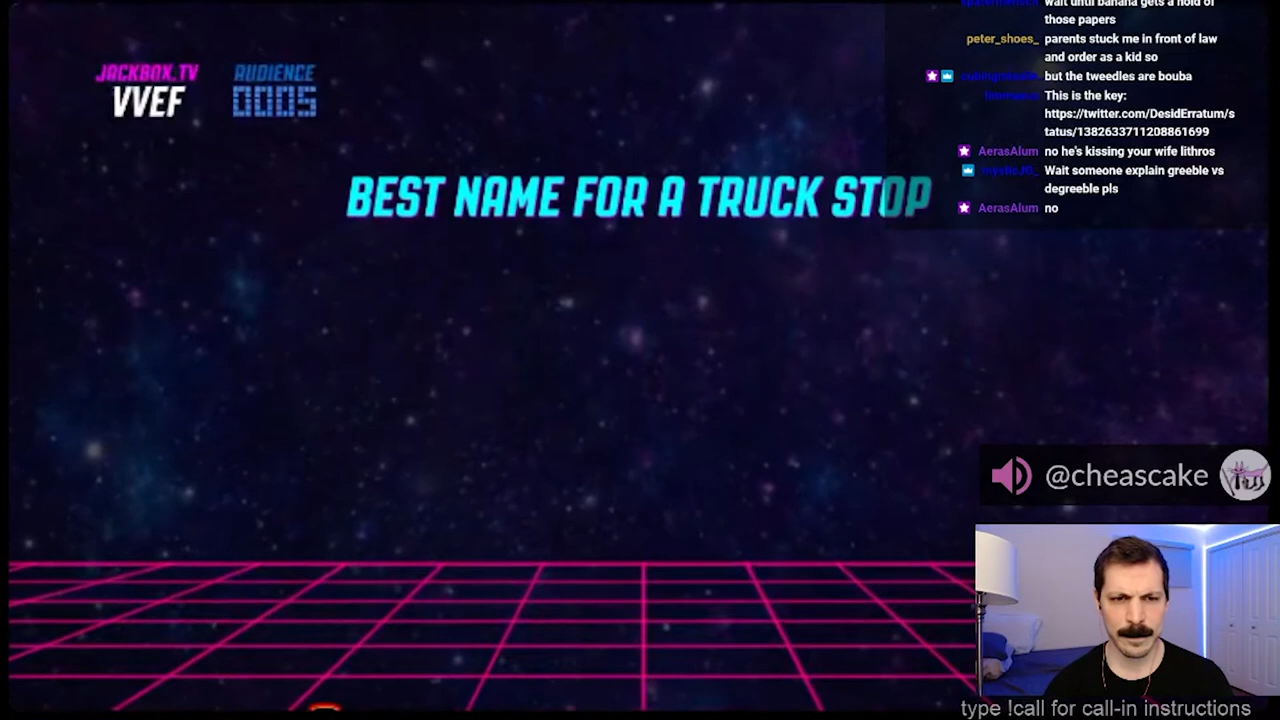 JACKBOX.TV
VVEF
AUDIENCE
0005
BEST NAME FOR A TRUCK STOP
wait until banana gets a hold of
those papers
peter_shoes_ parents stuck me in front of law
and order as a kid so
but the tweedles are bouba
This is the key:
https://twitter.com/DesidErratum/s
tatus/1382633711208861699
AerasAlum no he's kissing your wife lithros
Wait someone explain greeble vs
degreeble pls
AerasAlum no
@cheascake
type !call for call-in instructions